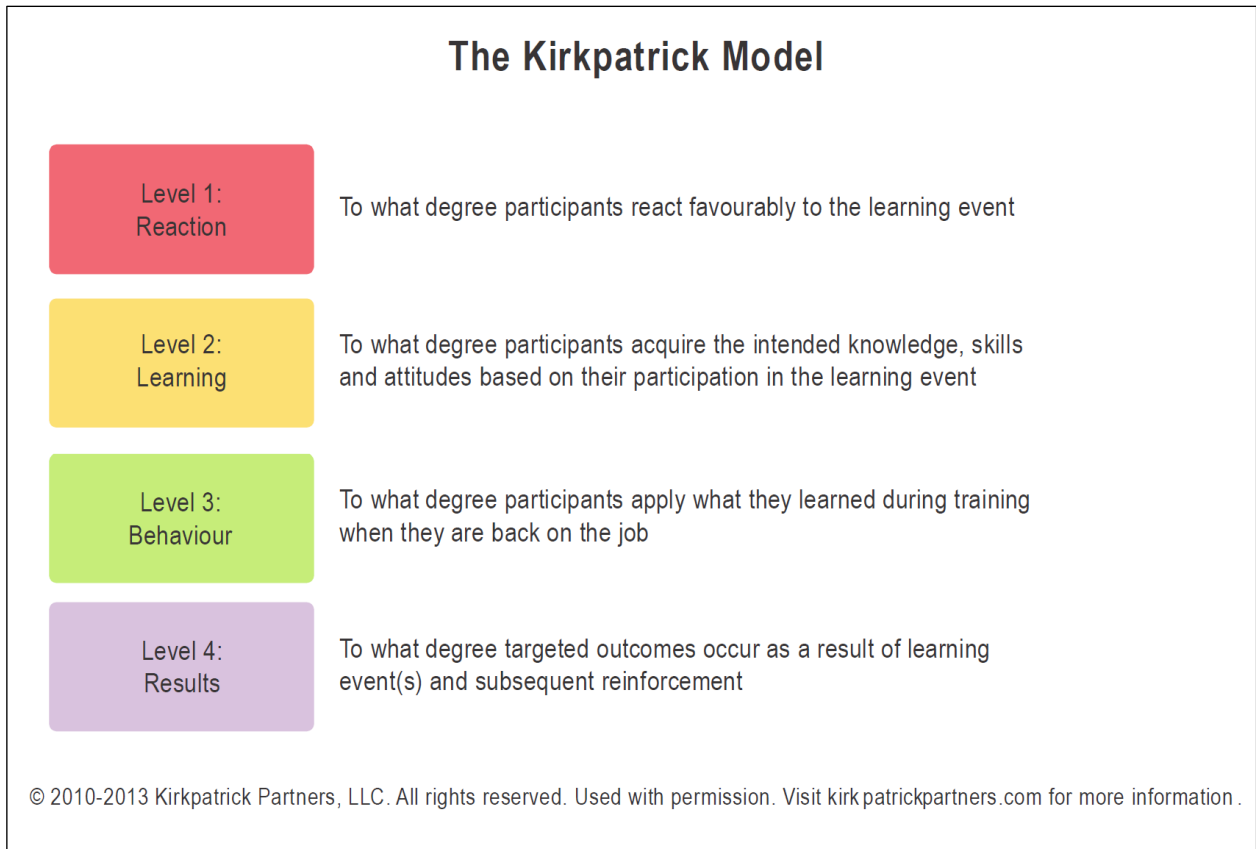 The Kirkpatrick Model
Level 1:
Reaction
To what degree participants react favourably to the learning event
Level 2:
Learning
To what degree participants acquire the intended knowledge, skills
and attitudes based on their participation in the learning event
Level 3:
Behaviour
To what degree participants apply what they learned during training
when they are back on the job
Level 4:
Results
To what degree targeted outcomes occur as a result of learning
event(s) and subsequent reinforcement
© 2010-2013 Kirkpatrick Partners, LLC. All rights reserved. Used with permission. Visit kirkpatrickpartners.com for more information.